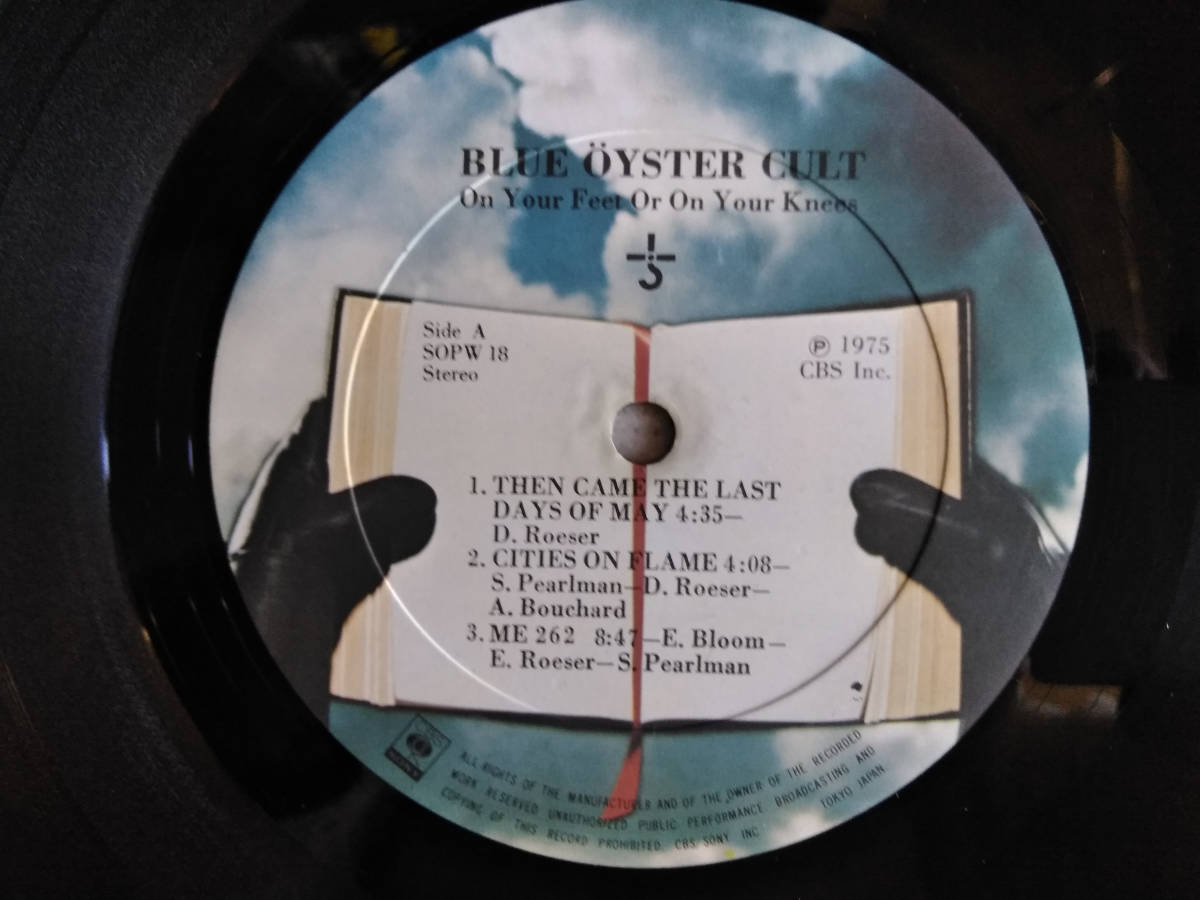 BLUE ÖYSTER CULT
On Your Feet Or On Your Knees
Side A
SOPW 18
Stereo
℗ 1975
CBS Inc.
1. THEN CAME THE LAST
DAYS OF MAY 4:35—
D. Roeser
2. CITIES ON FLAME 4:08—
S. Pearlman—D. Roeser—
A. Bouchard
3. ME 262 8:47—E. Bloom—
E. Roeser—S. Pearlman
ALL RIGHTS OF THE MANUFACTURER AND OF THE OWNER OF THE RECORDED
WORK RESERVED UNAUTHORIZED PUBLIC PERFORMANCE BROADCASTING AND
COPYING OF THIS RECORD PROHIBITED. CBS/SONY INC. TOKYO JAPAN.